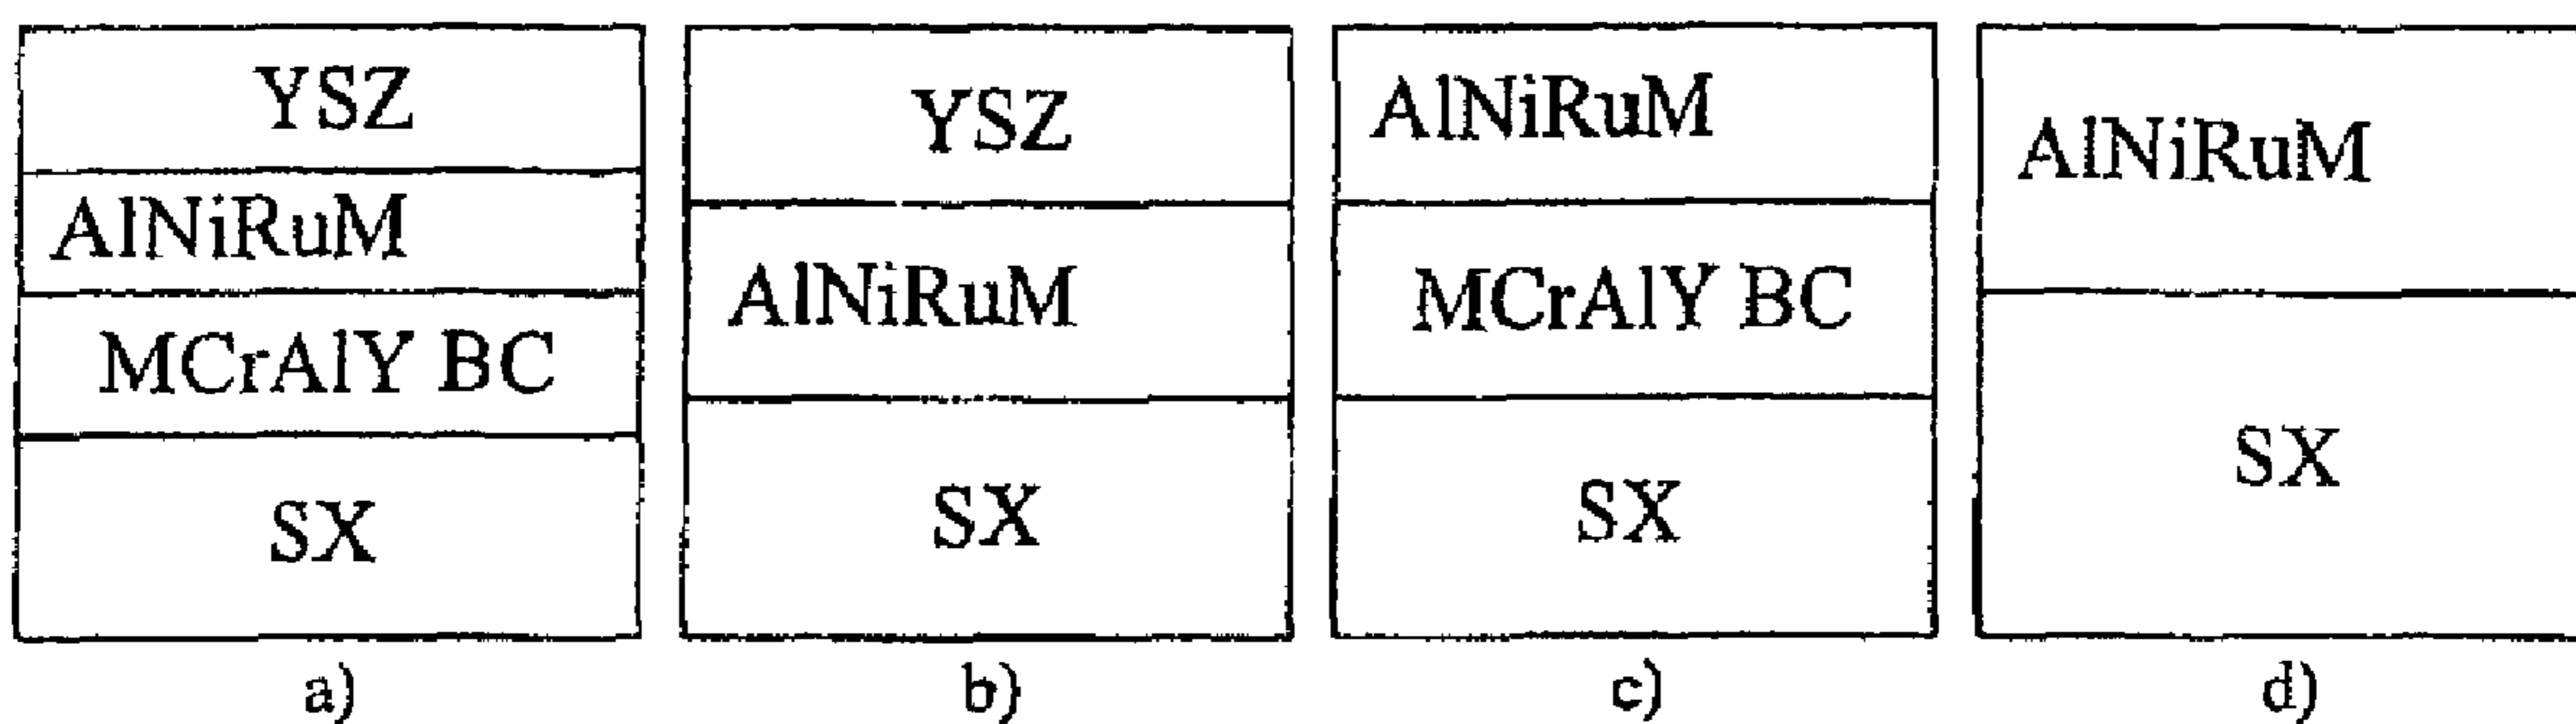 YSZ
AlNiRuM
MCrAlY BC
SX
a)
YSZ
AlNiRuM
SX
b)
AlNiRuM
MCrAlY BC
SX
c)
AlNiRuM
SX
d)